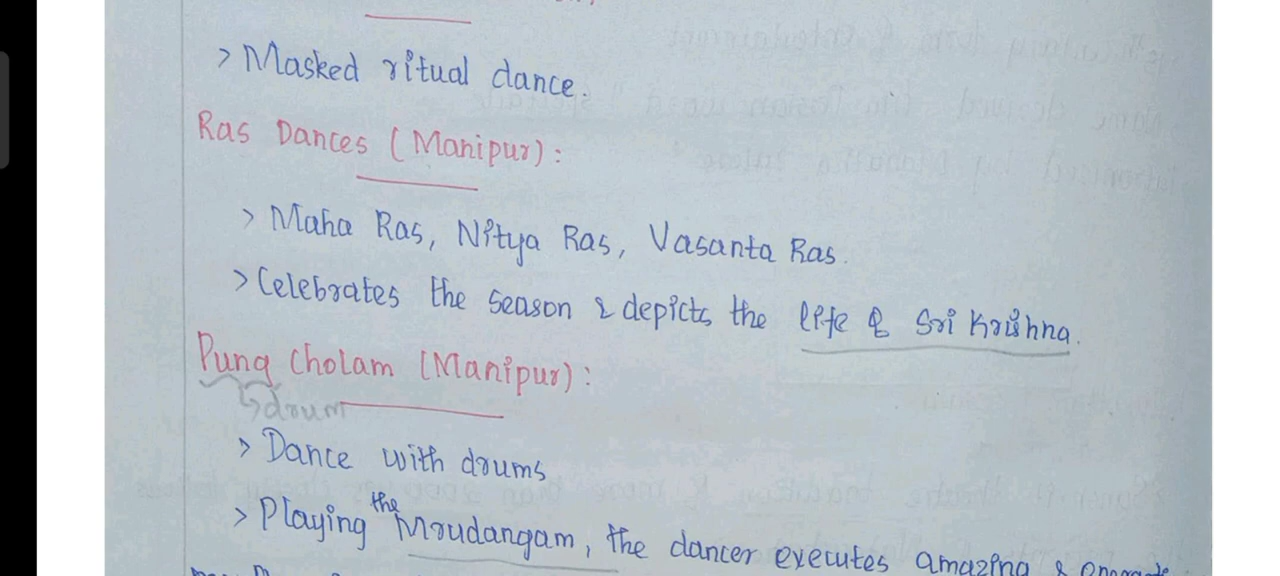 > Masked ritual dance.
Ras Dances (Manipur):
> Maha Ras, Nitya Ras, Vasanta Ras.
> Celebrates the season & depicts the life & Sri Krishna.
Pung Cholam (Manipur):
↳drum
> Dance with drums
> Playing the Mrudangam, the dancer executes amazing &